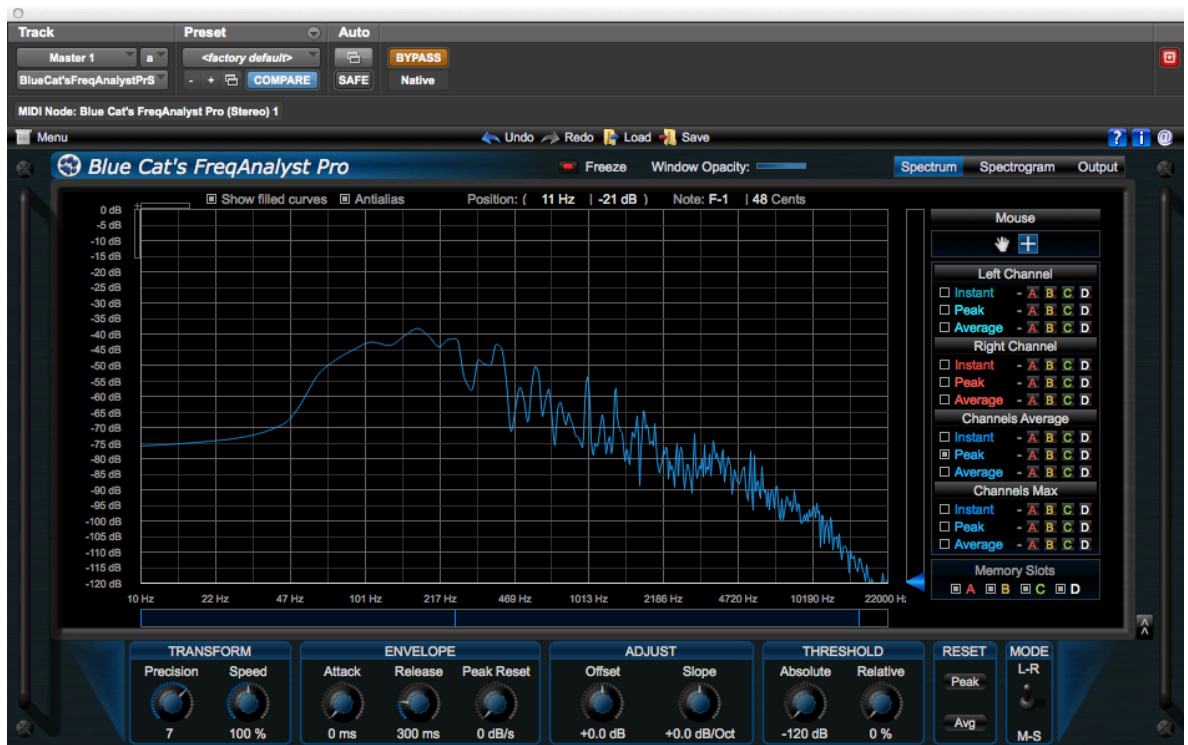 Track Preset Auto
Master 1 a <factory default> BYPASS
BlueCat'sFreqAnalystPrS - + COMPARE SAFE Native
MIDI Node: Blue Cat's FreqAnalyst Pro (Stereo) 1
Menu Undo Redo Load Save ? i @
Blue Cat's FreqAnalyst Pro Freeze Window Opacity: Spectrum Spectrogram Output
Show filled curves Antialias Position: ( 11 Hz | -21 dB ) Note: F-1 | 48 Cents
0 dB
-5 dB
-10 dB
-15 dB
-20 dB
-25 dB
-30 dB
-35 dB
-40 dB
-45 dB
-50 dB
-55 dB
-60 dB
-65 dB
-70 dB
-75 dB
-80 dB
-85 dB
-90 dB
-95 dB
-100 dB
-105 dB
-110 dB
-115 dB
-120 dB
10 Hz 22 Hz 47 Hz 101 Hz 217 Hz 469 Hz 1013 Hz 2186 Hz 4720 Hz 10190 Hz 22000 H
Mouse
Left Channel
Instant - A B C D
Peak - A B C D
Average - A B C D
Right Channel
Instant - A B C D
Peak - A B C D
Average - A B C D
Channels Average
Instant - A B C D
Peak - A B C D
Average - A B C D
Channels Max
Instant - A B C D
Peak - A B C D
Average - A B C D
Memory Slots
A B C D
TRANSFORM ENVELOPE ADJUST THRESHOLD RESET MODE
Precision Speed Attack Release Peak Reset Offset Slope Absolute Relative Peak L-R
7 100 % 0 ms 300 ms 0 dB/s +0.0 dB +0.0 dB/Oct -120 dB 0 % Avg M-S